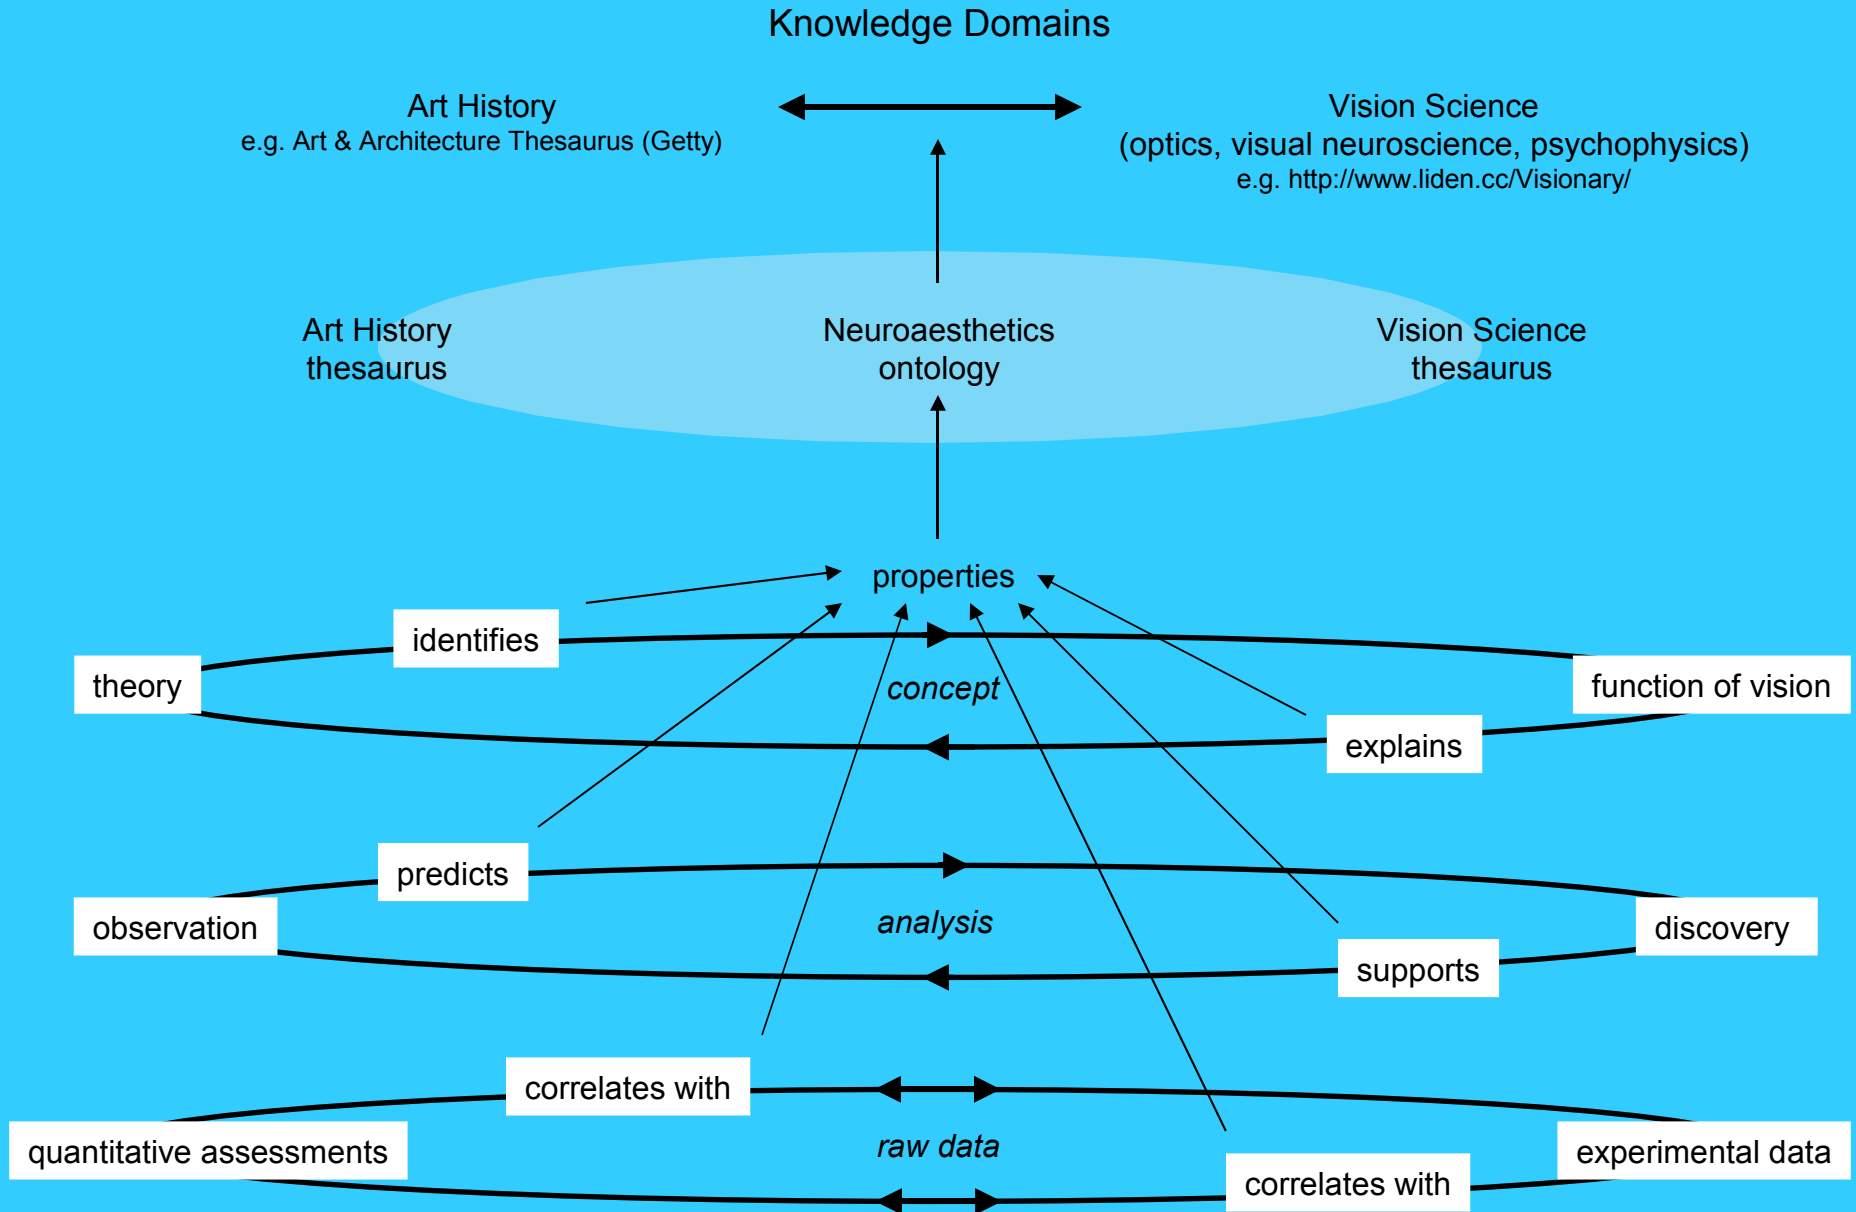 Knowledge Domains
Art History
e.g. Art & Architecture Thesaurus (Getty)
Vision Science
(optics, visual neuroscience, psychophysics)
e.g. http://www.liden.cc/Visionary/
Art History
thesaurus
Neuroaesthetics
ontology
Vision Science
thesaurus
properties
identifies
theory
concept
function of vision
explains
predicts
observation
analysis
discovery
supports
correlates with
quantitative assessments
raw data
experimental data
correlates with